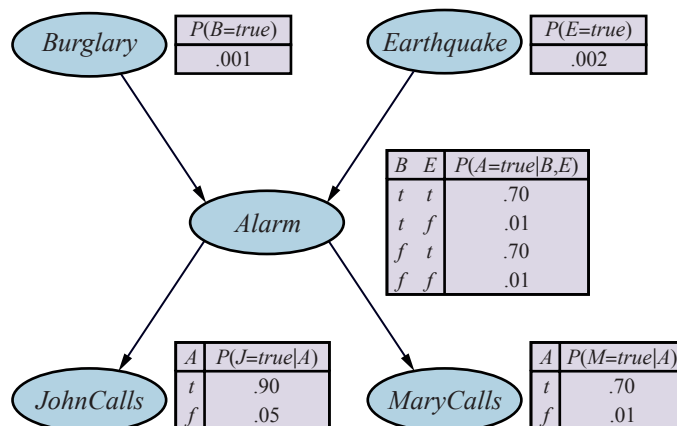 Burglary
P(B=true)
.001
Earthquake
P(E=true)
.002
Alarm
B E P(A=true|B,E)
t t .70
t f .01
f t .70
f f .01
JohnCalls
A P(J=true|A)
t .90
f .05
MaryCalls
A P(M=true|A)
t .70
f .01